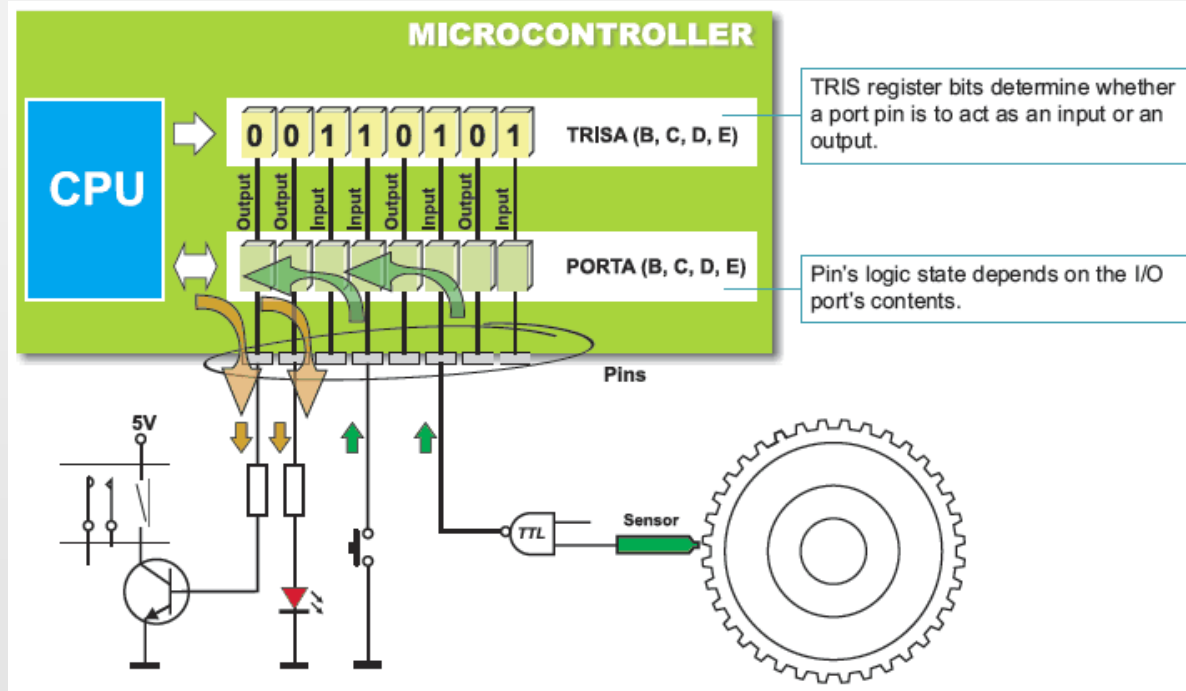 MICROCONTROLLER
TRIS register bits determine whether
a port pin is to act as an input or an
output.
CPU
0 0 1 1 0 1 0 1
TRISA (B, C, D, E)
Output Output Input Input Output Input Output Input
PORTA (B, C, D, E)
Pin's logic state depends on the I/O
port's contents.
Pins
5V
TTL
Sensor